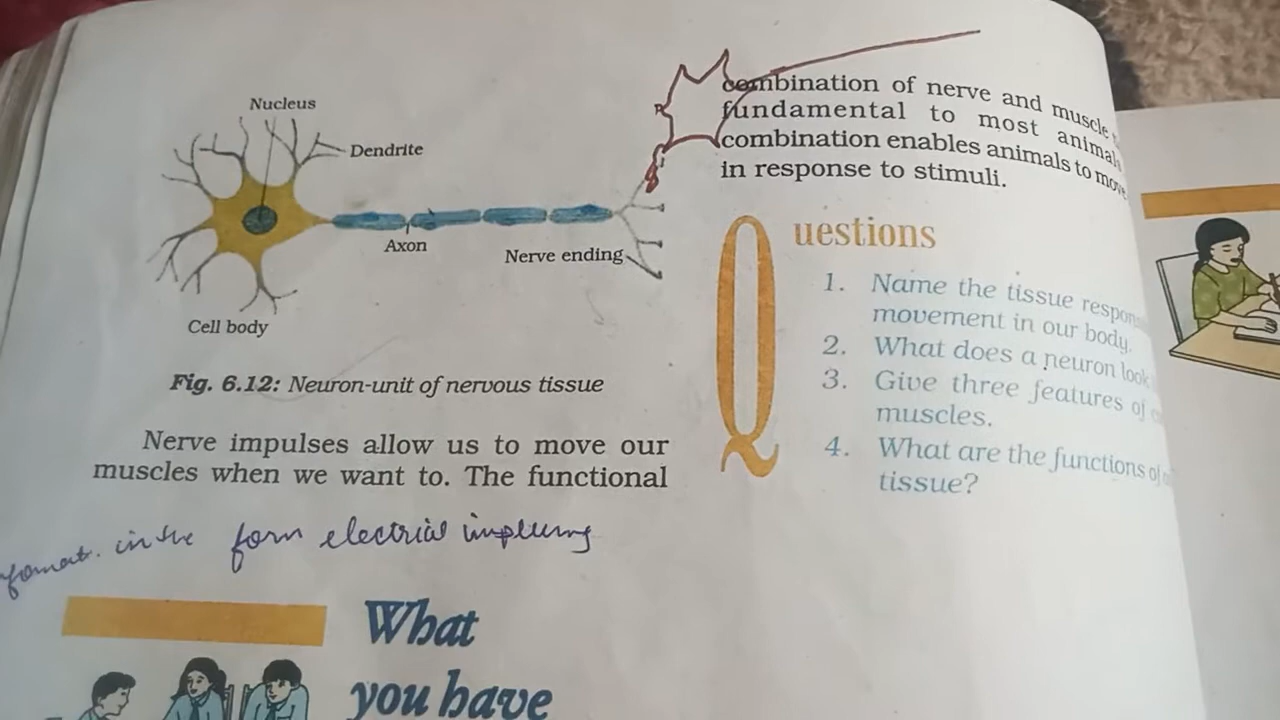 Nucleus
Dendrite
Axon
Nerve ending
Cell body
Fig. 6.12: Neuron-unit of nervous tissue
Nerve impulses allow us to move our
muscles when we want to. The functional
in the form electrial
What
you have
combination of nerve and muscle
fundamental to most animal
combination enables animals to move
in response to stimuli.
Questions
1. Name the tissue
movement in our body.
2. What does a neuron look
3. Give three features of
muscles.
4. What are the functions of
tissue?